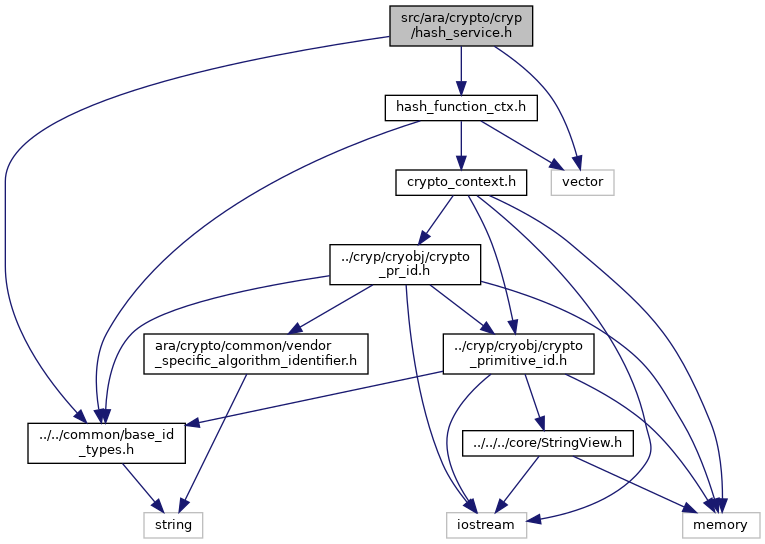 src/ara/crypto/cryp
/hash_service.h
hash_function_ctx.h
crypto_context.h
vector
../cryp/cryobj/crypto
_pr_id.h
ara/crypto/common/vendor
_specific_algorithm_identifier.h
../cryp/cryobj/crypto
_primitive_id.h
../../common/base_id
_types.h
../../../core/StringView.h
string
iostream
memory